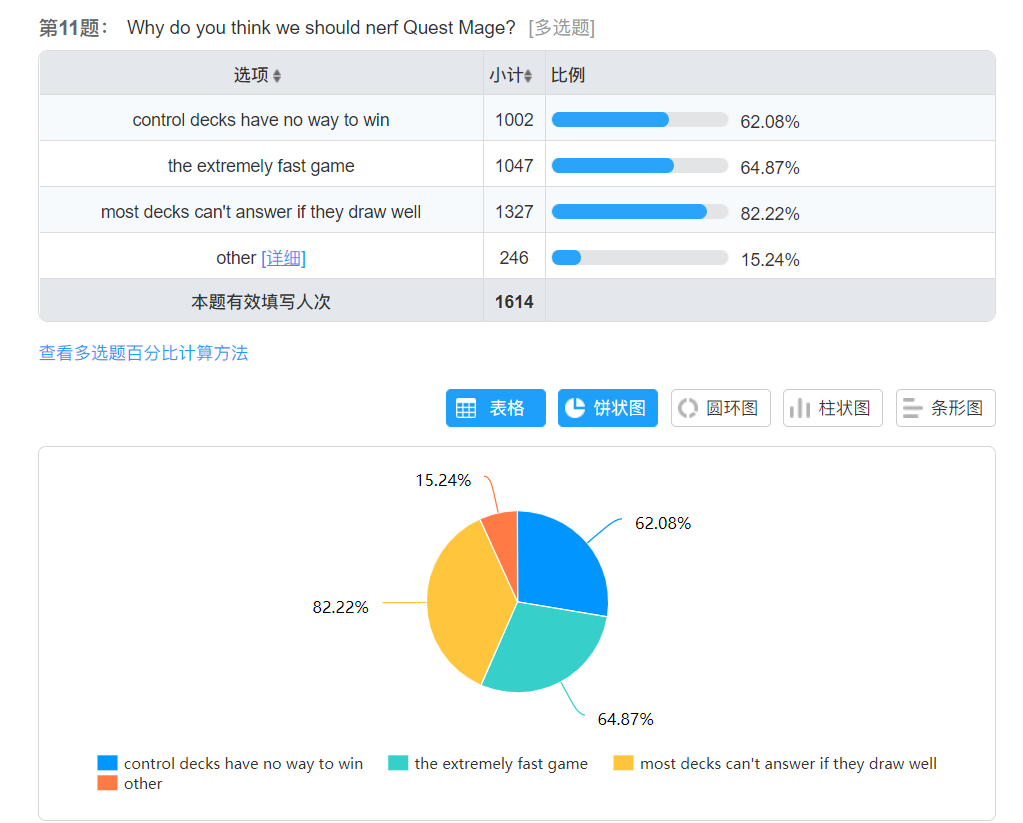 第11题： Why do you think we should nerf Quest Mage? [多选题]
选项 小计 比例
control decks have no way to win 1002 62.08%
the extremely fast game 1047 64.87%
most decks can't answer if they draw well 1327 82.22%
other [详细] 246 15.24%
本题有效填写人次 1614
查看多选题百分比计算方法
表格 饼状图 圆环图 柱状图 条形图
15.24%
62.08%
82.22%
64.87%
control decks have no way to win the extremely fast game most decks can't answer if they draw well
other